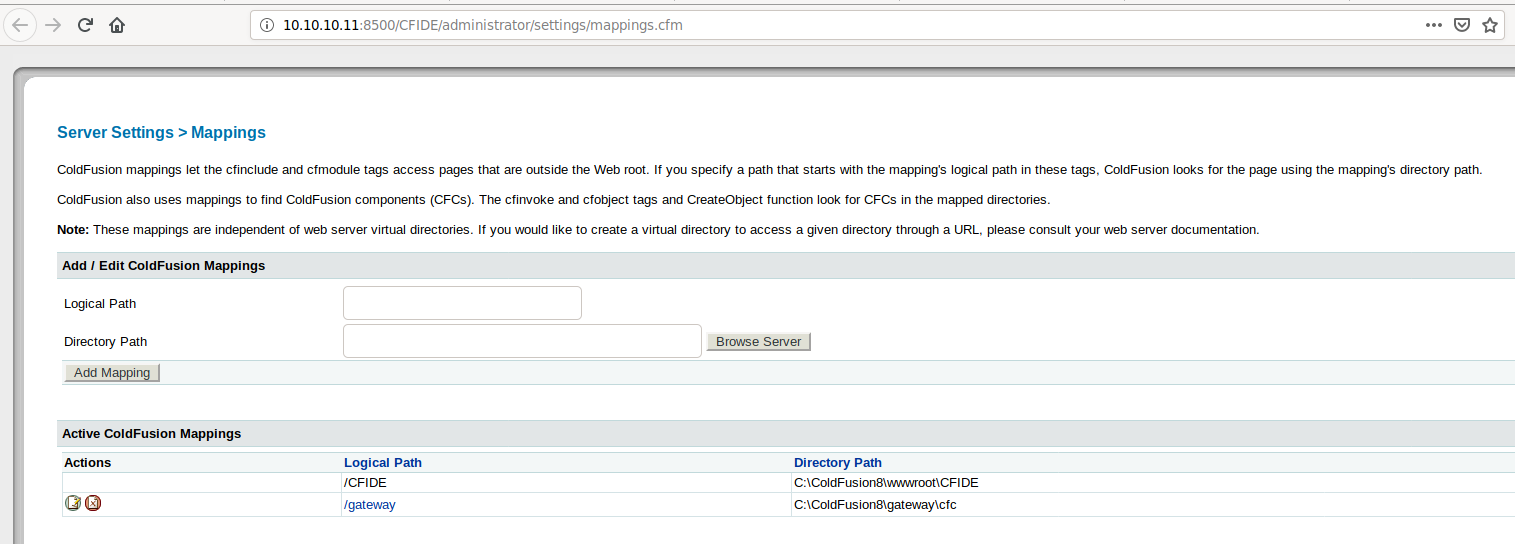 10.10.10.11:8500/CFIDE/administrator/settings/mappings.cfm
Server Settings > Mappings
ColdFusion mappings let the cfinclude and cfmodule tags access pages that are outside the Web root. If you specify a path that starts with the mapping's logical path in these tags, ColdFusion looks for the page using the mapping's directory path.
ColdFusion also uses mappings to find ColdFusion components (CFCs). The cfinvoke and cfobject tags and CreateObject function look for CFCs in the mapped directories.
Note: These mappings are independent of web server virtual directories. If you would like to create a virtual directory to access a given directory through a URL, please consult your web server documentation.
Add / Edit ColdFusion Mappings
Logical Path
Directory Path Browse Server
Add Mapping
Active ColdFusion Mappings
Actions Logical Path Directory Path
/CFIDE C:\ColdFusion8\wwwroot\CFIDE
/gateway C:\ColdFusion8\gateway\cfc